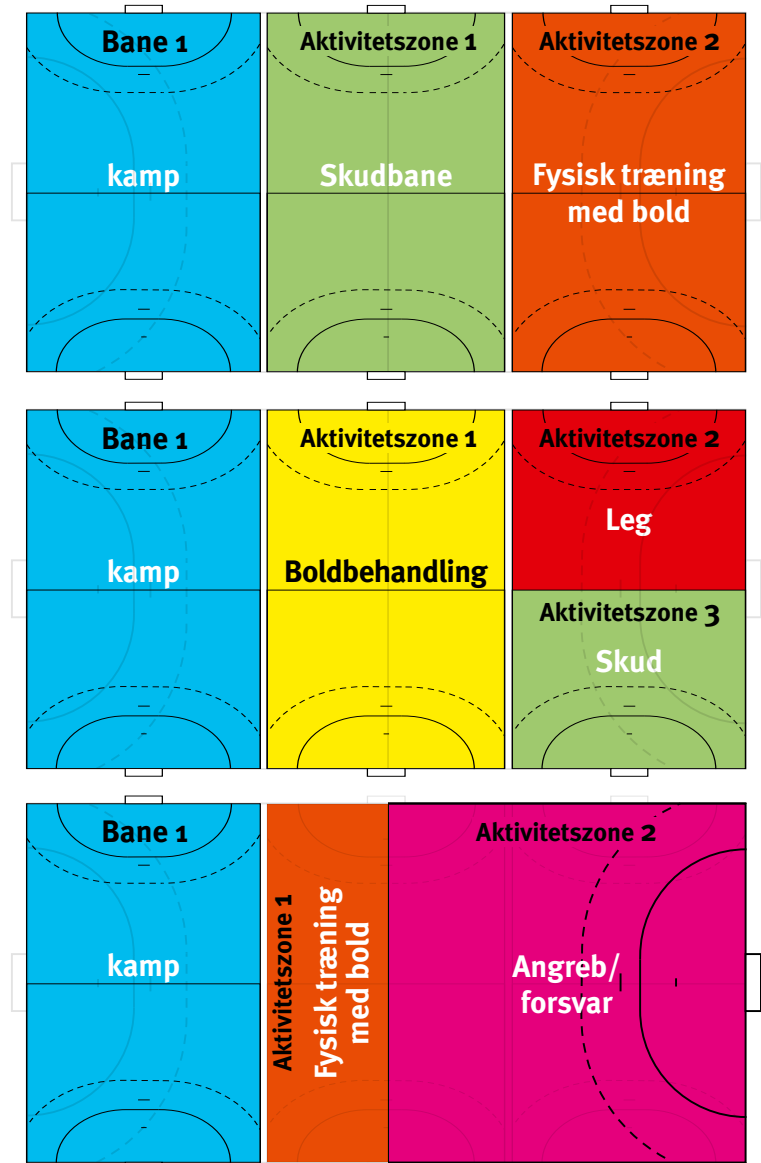 Bane 1
kamp
Aktivitetszone 1
Skudbane
Aktivitetszone 2
Fysisk træning
med bold
Bane 1
kamp
Aktivitetszone 1
Boldbehandling
Aktivitetszone 2
Leg
Aktivitetszone 3
Skud
Bane 1
kamp
Aktivitetszone 1
Fysisk træning
med bold
Aktivitetszone 2
Angreb/
forsvar